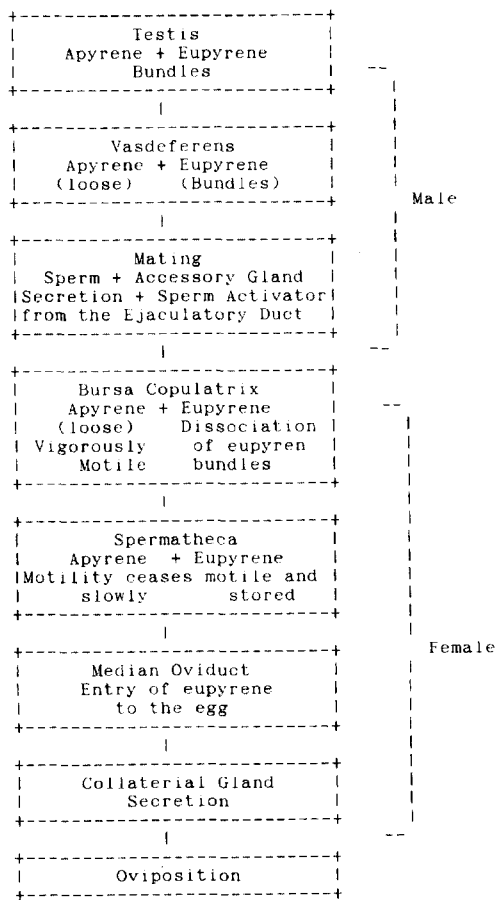 Testis
Apyrene + Eupyrene
Bundles
Vasdeferens
Apyrene + Eupyrene
(loose) (Bundles)
Male
Mating
Sperm + Accessory Gland
Secretion + Sperm Activator
from the Ejaculatory Duct
Bursa Copulatrix
Apyrene + Eupyrene
(loose) Dissociation
Vigorously of eupyren
Motile bundles
Spermatheca
Apyrene + Eupyrene
Motility ceases motile and
slowly stored
Female
Median Oviduct
Entry of eupyrene
to the egg
Collaterial Gland
Secretion
Oviposition